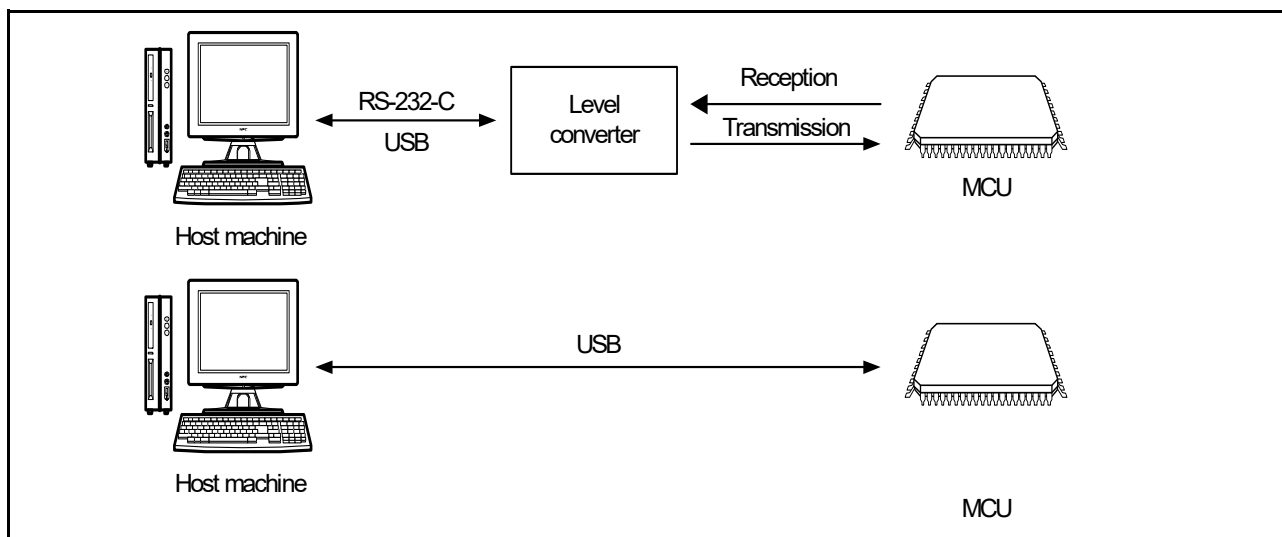 RS-232-C
USB
Level
converter
Reception
Transmission
MCU
Host machine
USB
Host machine
MCU